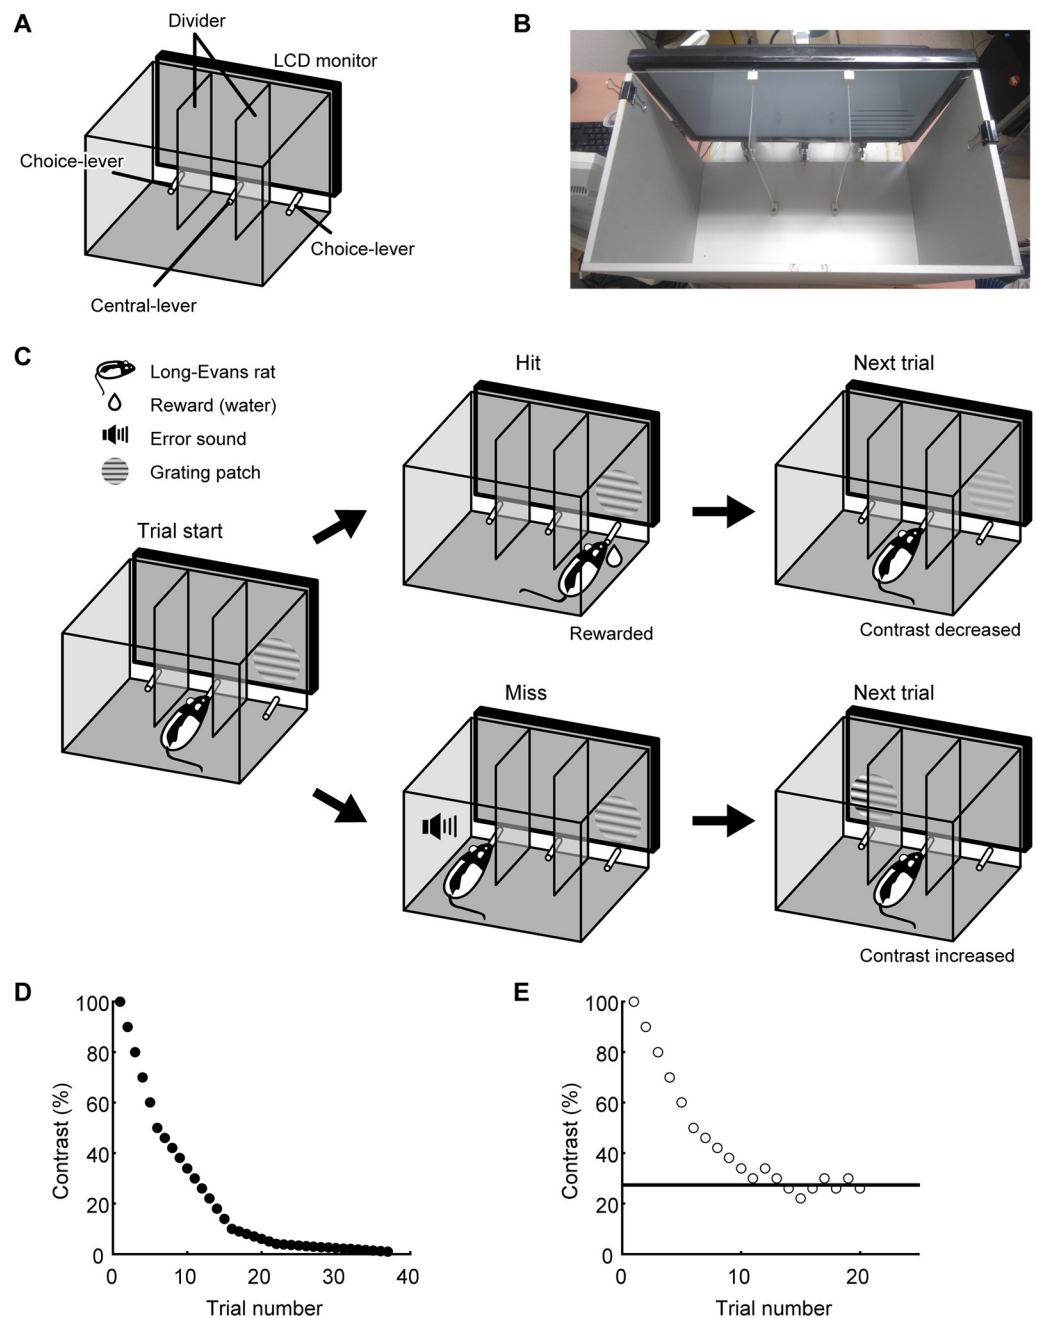 A
Divider
LCD monitor
Choice-lever
Choice-lever
Central-lever
B
C
Long-Evans rat
Reward (water)
Error sound
Grating patch
Trial start
Hit
Rewarded
Next trial
Contrast decreased
Miss
Next trial
Contrast increased
D
100
80
60
40
20
0
Contrast (%)
0 10 20 30 40
Trial number
E
100
80
60
40
20
0
Contrast (%)
0 10 20
Trial number